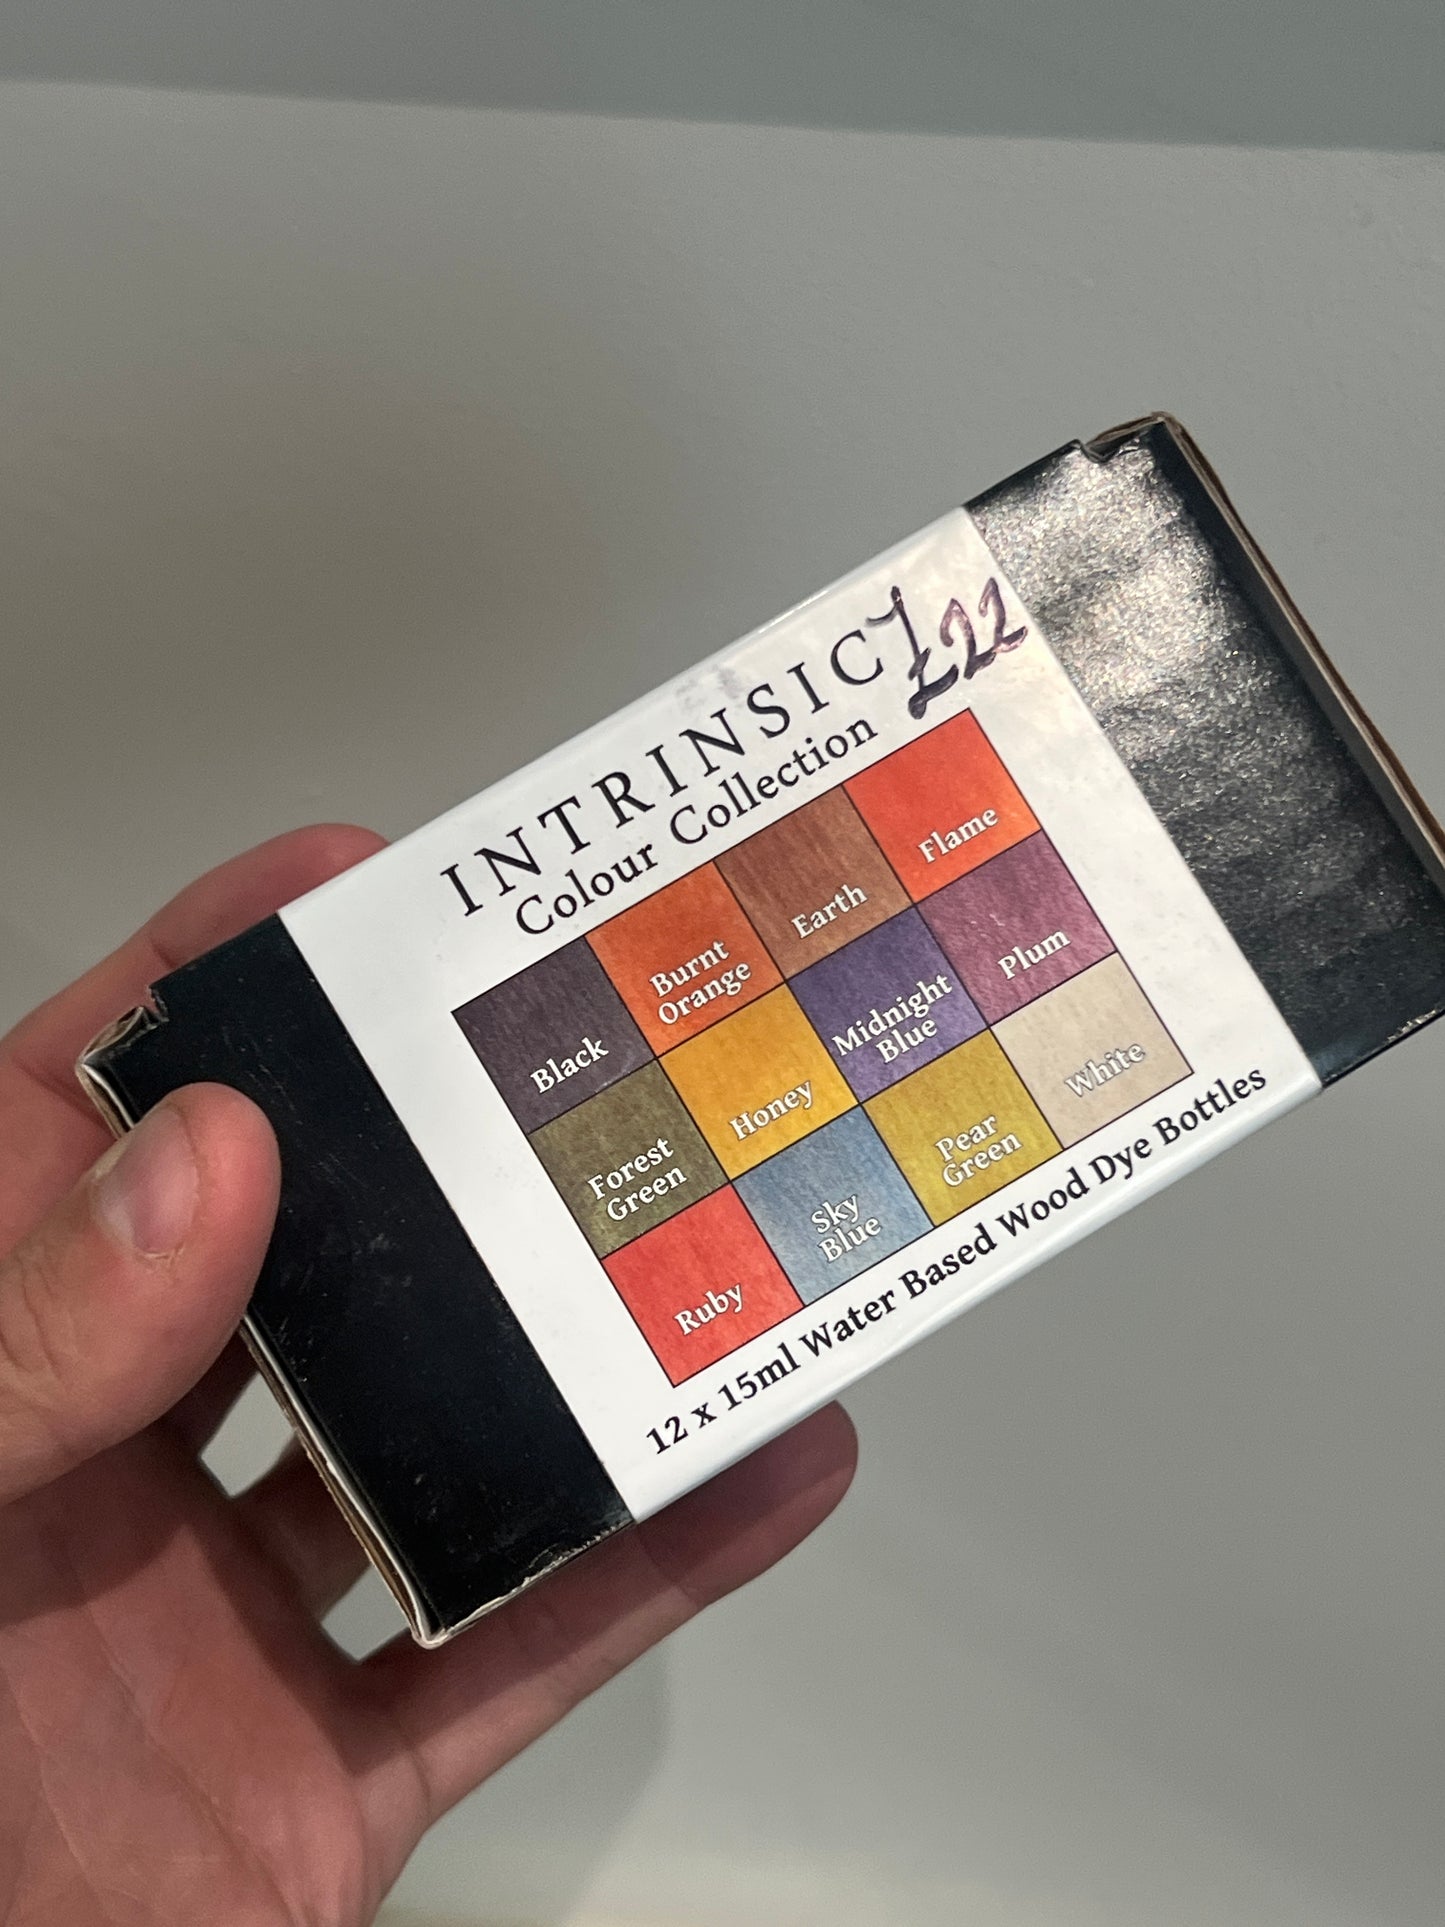 INTRINSIC £22
Colour Collection
Black
Burnt
Orange
Earth
Flame
Forest
Green
Honey
Midnight
Blue
Plum
Ruby
Sky
Blue
Pear
Green
White
12 x 15ml Water Based Wood Dye Bottles